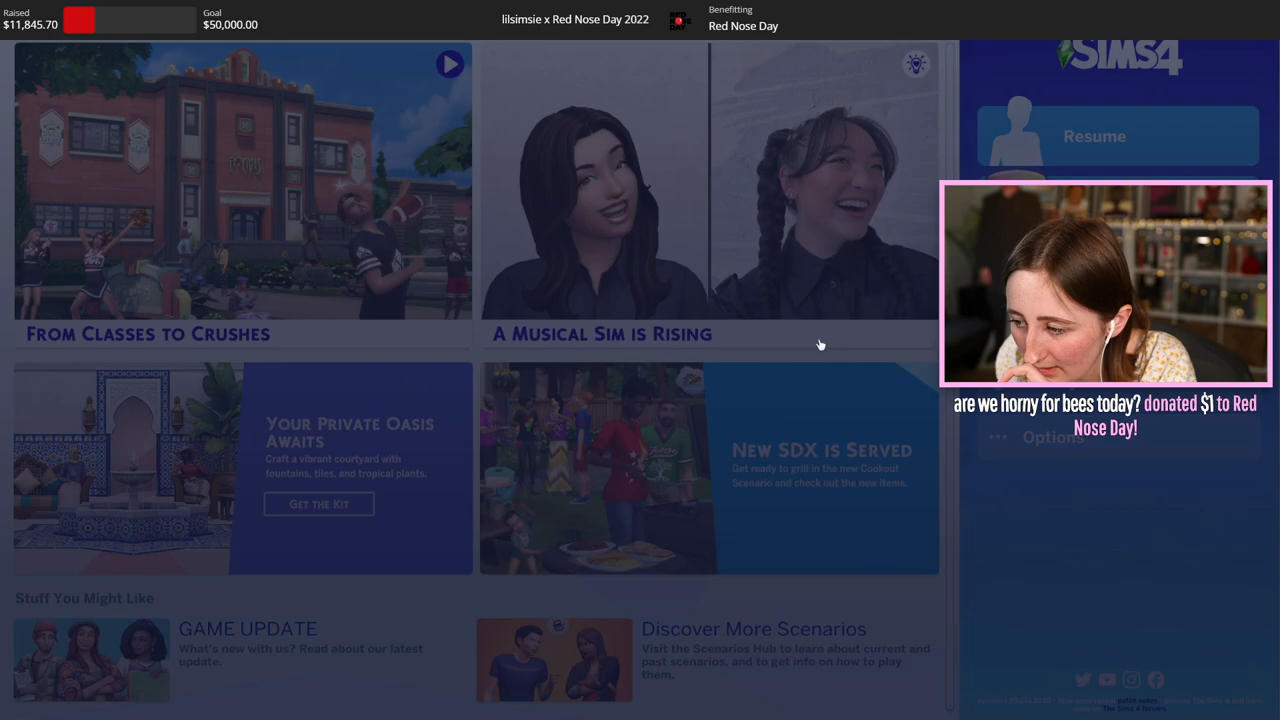 Raised
$11,845.70
Goal
$50,000.00
lilsimsie x Red Nose Day 2022
RED NOSE DAY
Benefitting
Red Nose Day
FROM CLASSES TO CRUSHES
A MUSICAL SIM IS RISING
YOUR PRIVATE OASIS
AWAITS
Craft a vibrant courtyard with
fountains, tiles, and tropical plants.
GET THE KIT
NEW SDX IS SERVED
Get ready to grill in the new Cookout
Scenario and check out the new items.
Stuff You Might Like
GAME UPDATE
What's new with us? Read about our latest
update.
Discover More Scenarios
Visit the Scenarios Hub to learn about current and
past scenarios, and to get info on how to play
them.
SIMS4
Resume
are we horny for bees today? donated $1 to Red
Nose Day!
Options
The Sims 4 forums